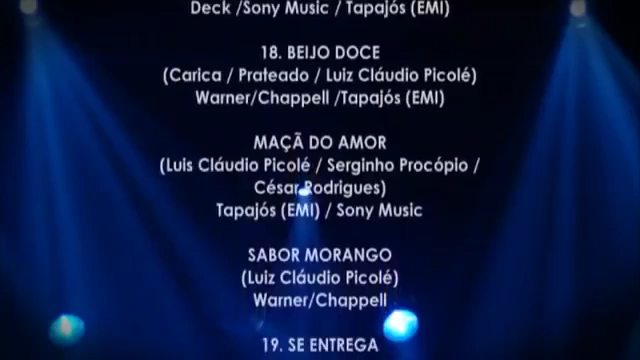 Deck /Sony Music / Tapajós (EMI)
18. BEIJO DOCE
(Carica / Prateado / Luiz Cláudio Picolé)
Warner/Chappell /Tapajós (EMI)
MAÇÃ DO AMOR
(Luis Cláudio Picolé / Serginho Procópio /
César Rodrigues)
Tapajós (EMI) / Sony Music
SABOR MORANGO
(Luiz Cláudio Picolé)
Warner/Chappell
19. SE ENTREGA